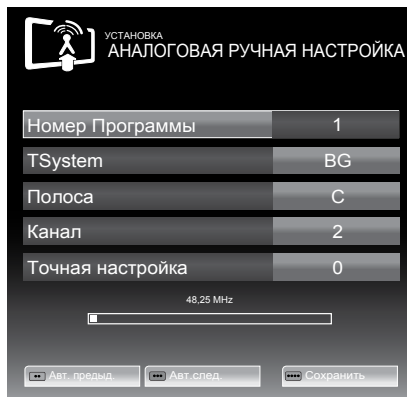 УСТАНОВКА
АНАЛОГОВАЯ РУЧНАЯ НАСТРОЙКА
Номер Программы 1
TSystem BG
Полоса C
Канал 2
Точная настройка 0
48,25 MHz
Авт. предыд. Авт.след. Сохранить